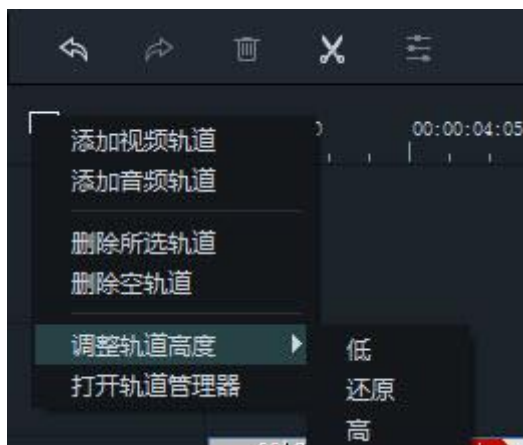 00:00:04:05
添加视频轨道
添加音频轨道
删除所选轨道
删除空轨道
调整轨道高度
低
打开轨道管理器
还原
高